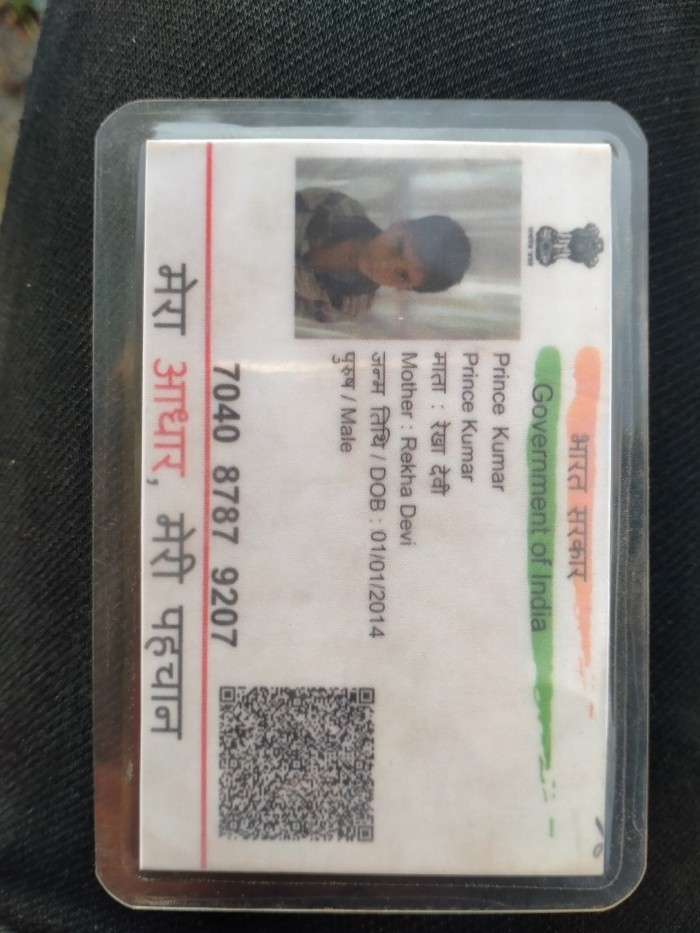 भारत सरकार
Government of India
Prince Kumar
Prince Kumar
माता : रेखा देवी
Mother : Rekha Devi
जन्म तिथि / DOB : 01/01/2014
पुरुष / Male
7040 8787 9207
मेरा आधार, मेरी पहचान